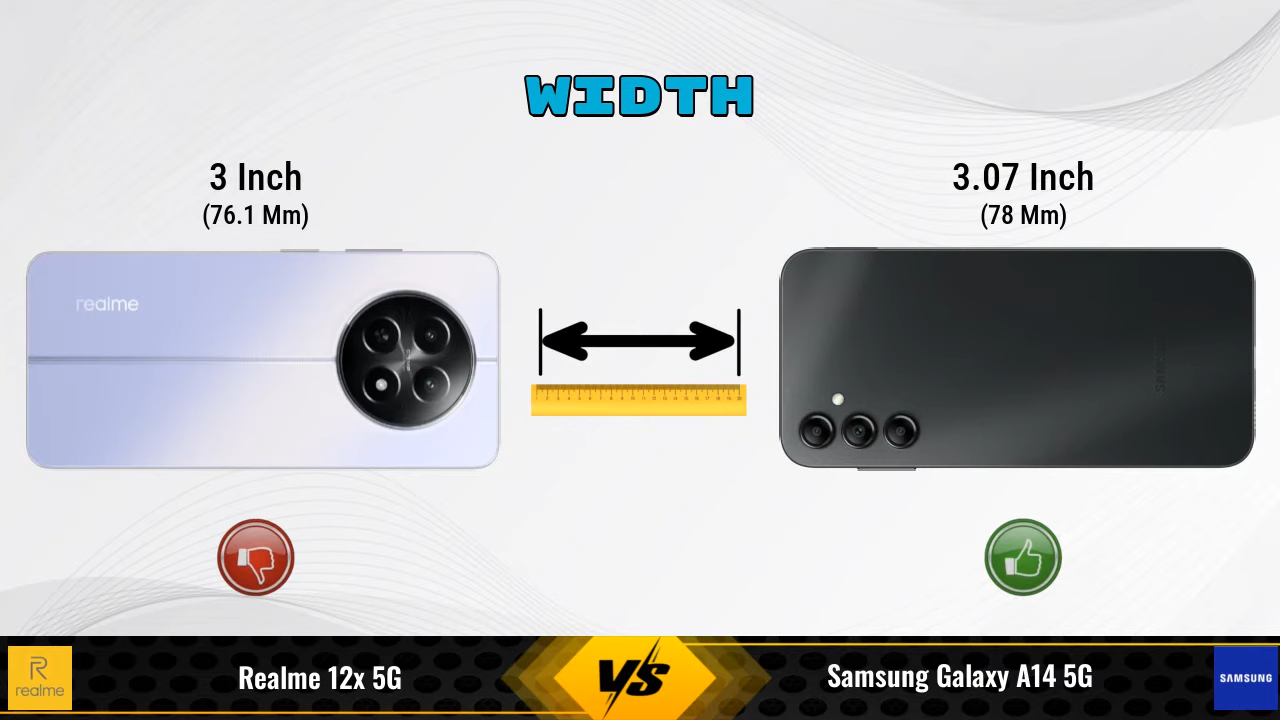 WIDTH
3 Inch
(76.1 Mm)
3.07 Inch
(78 Mm)
realme
SAMSUNG
Realme 12x 5G
VS
Samsung Galaxy A14 5G
R
realme
SAMSUNG